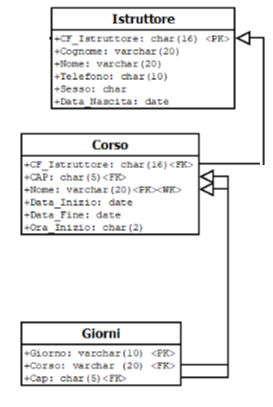 Istruttore
+CF_Istruttore: char(16) <PK>
+Cognome: varchar(20)
+Nome: varchar(20)
+Telefono: char(10)
+Sesso: char
+Data_Nascita: date
Corso
+CF_Istruttore: char(16)<FK>
+CAP: char(5)<FK>
+Nome: varchar(20)<PK><WK>
+Data_Inizio: date
+Data_Fine: date
+Ora_Inizio: char(2)
Giorni
+Giorno: varchar(10) <PK>
+Corso: varchar (20) <FK>
+Cap: char(5)<FK>